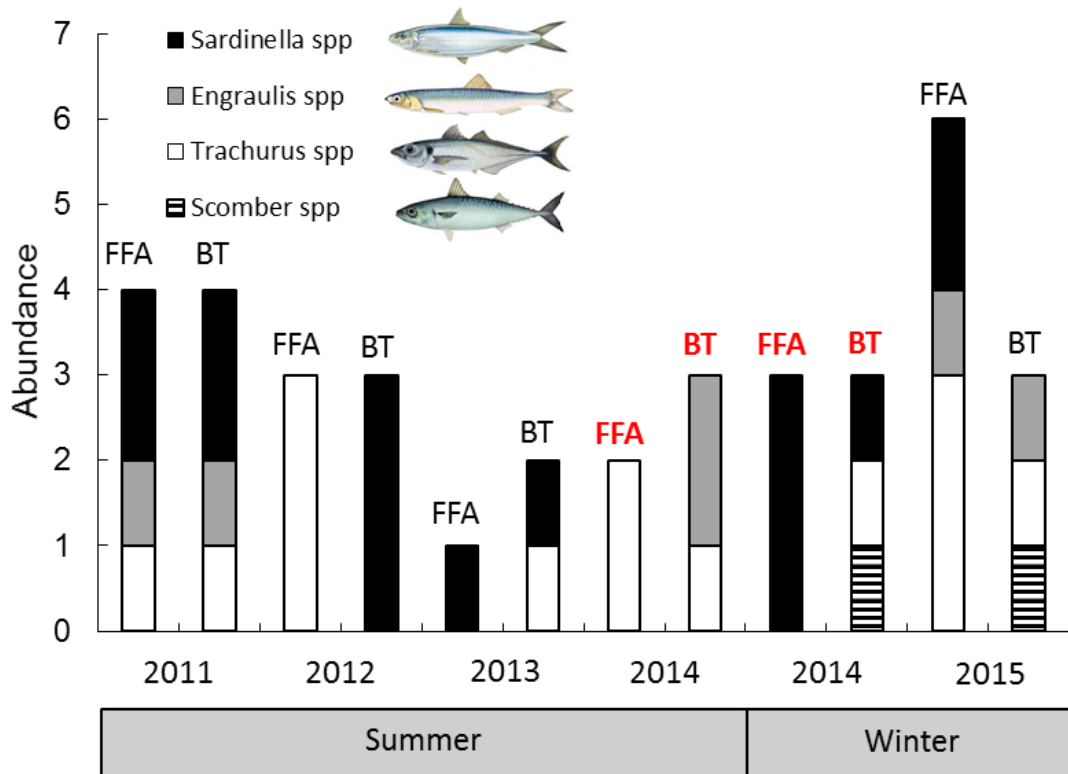 7
6
5
4
3
2
1
0
Abundance
Sardinella spp
Engraulis spp
Trachurus spp
Scomber spp
FFA
BT
FFA
BT
FFA
BT
FFA
BT
FFA
BT
FFA
BT
2011
2012
2013
2014
2014
2015
Summer
Winter